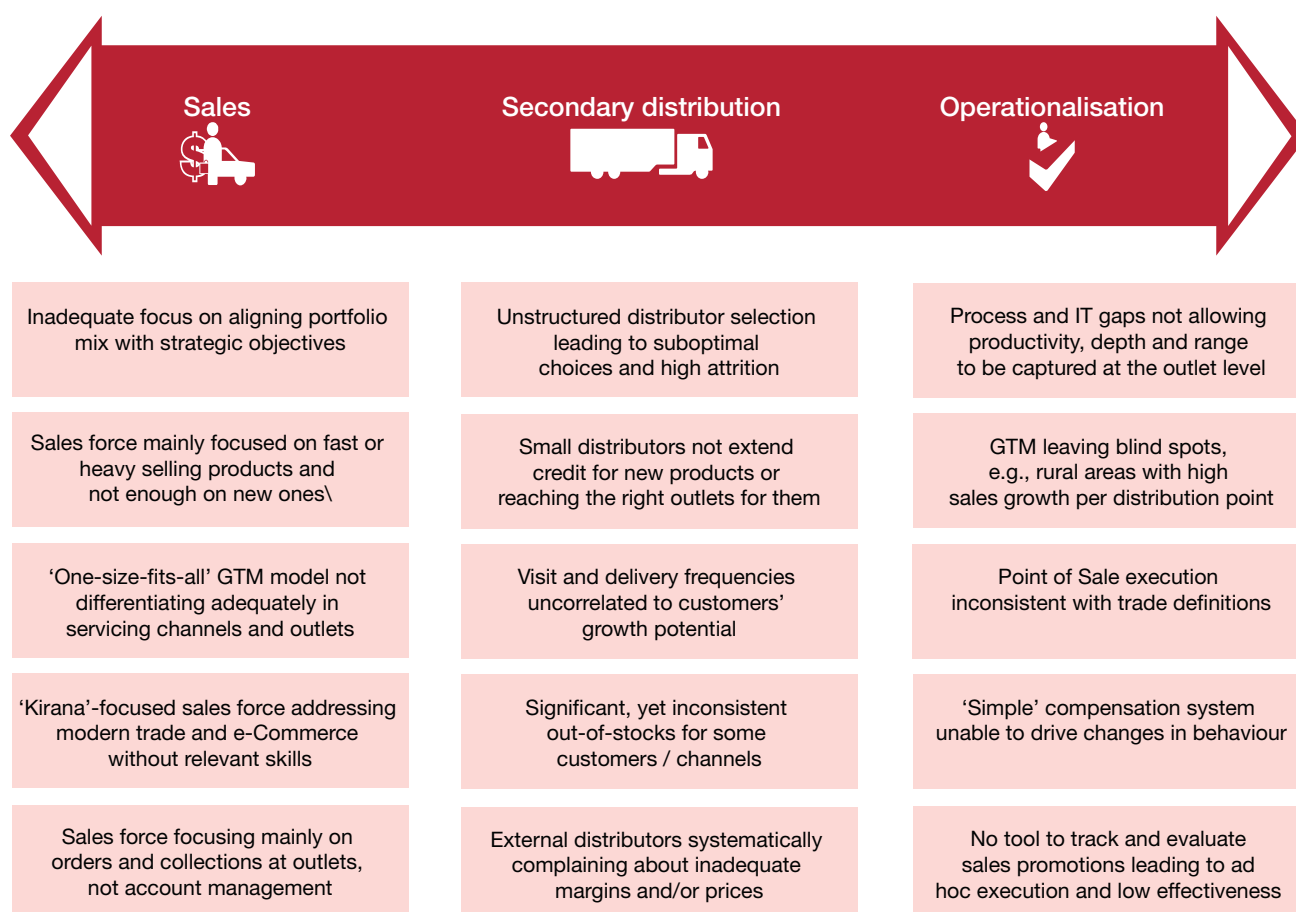 Sales
Secondary distribution
Operationalisation
Inadequate focus on aligning portfolio
mix with strategic objectives
Sales force mainly focused on fast or
heavy selling products and
not enough on new ones\
‘One-size-fits-all’ GTM model not
differentiating adequately in
servicing channels and outlets
‘Kirana’-focused sales force addressing
modern trade and e-Commerce
without relevant skills
Sales force focusing mainly on
orders and collections at outlets,
not account management
Unstructured distributor selection
leading to suboptimal
choices and high attrition
Small distributors not extend
credit for new products or
reaching the right outlets for them
Visit and delivery frequencies
uncorrelated to customers’
growth potential
Significant, yet inconsistent
out-of-stocks for some
customers / channels
External distributors systematically
complaining about inadequate
margins and/or prices
Process and IT gaps not allowing
productivity, depth and range
to be captured at the outlet level
GTM leaving blind spots,
e.g., rural areas with high
sales growth per distribution point
Point of Sale execution
inconsistent with trade definitions
‘Simple’ compensation system
unable to drive changes in behaviour
No tool to track and evaluate
sales promotions leading to ad
hoc execution and low effectiveness